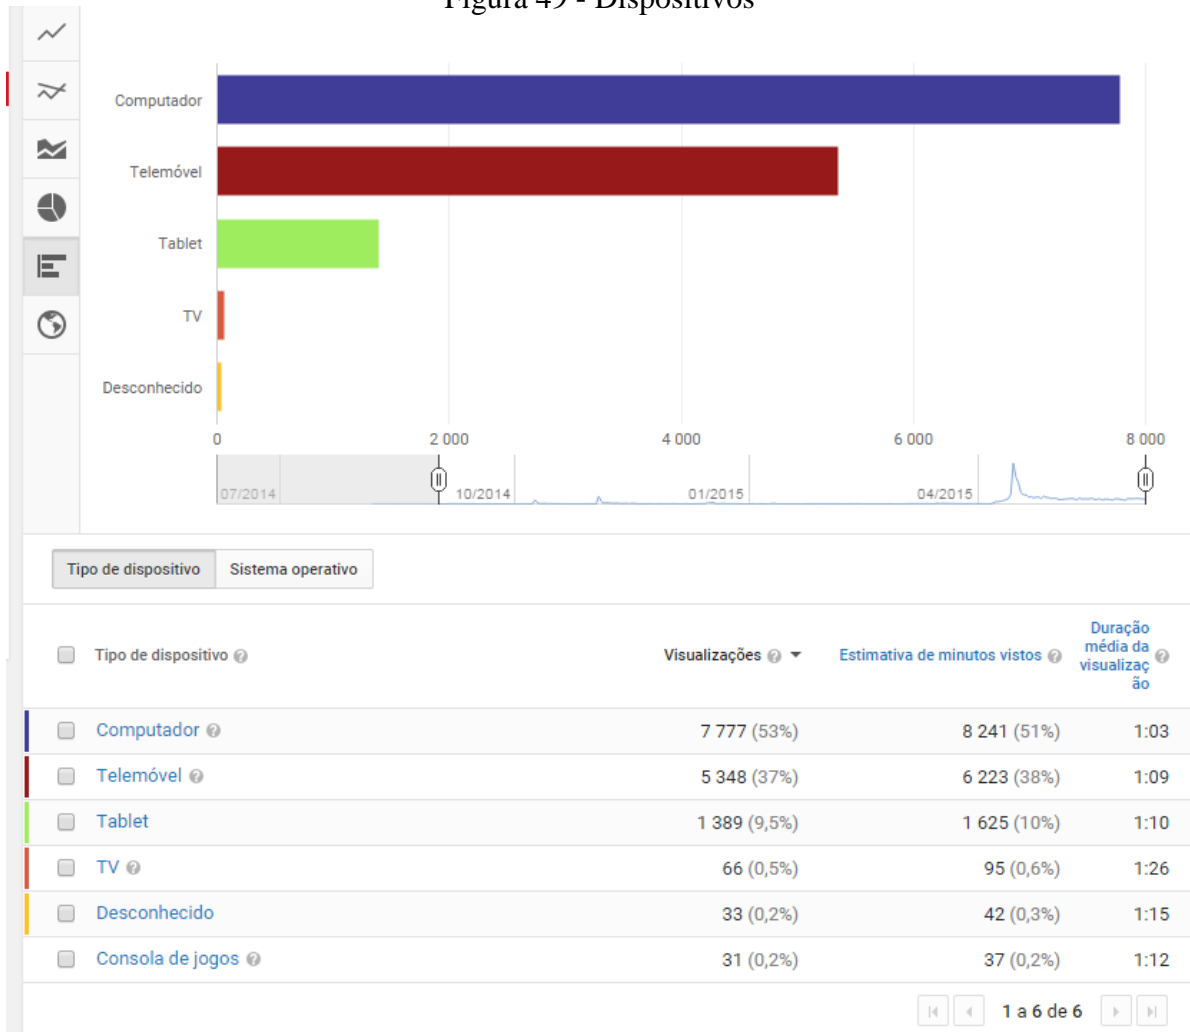 Figura 49 - Dispositivos
Computador
Telemóvel
Tablet
TV
Desconhecido
0 2 000 4 000 6 000 8 000
07/2014 10/2014 01/2015 04/2015
Tipo de dispositivo Sistema operativo
Tipo de dispositivo ? Visualizações ? Estimativa de minutos vistos ? Duração
média da ?
visualizaç
ão
Computador ? 7 777 (53%) 8 241 (51%) 1:03
Telemóvel ? 5 348 (37%) 6 223 (38%) 1:09
Tablet 1 389 (9,5%) 1 625 (10%) 1:10
TV ? 66 (0,5%) 95 (0,6%) 1:26
Desconhecido 33 (0,2%) 42 (0,3%) 1:15
Consola de jogos ? 31 (0,2%) 37 (0,2%) 1:12
1 a 6 de 6